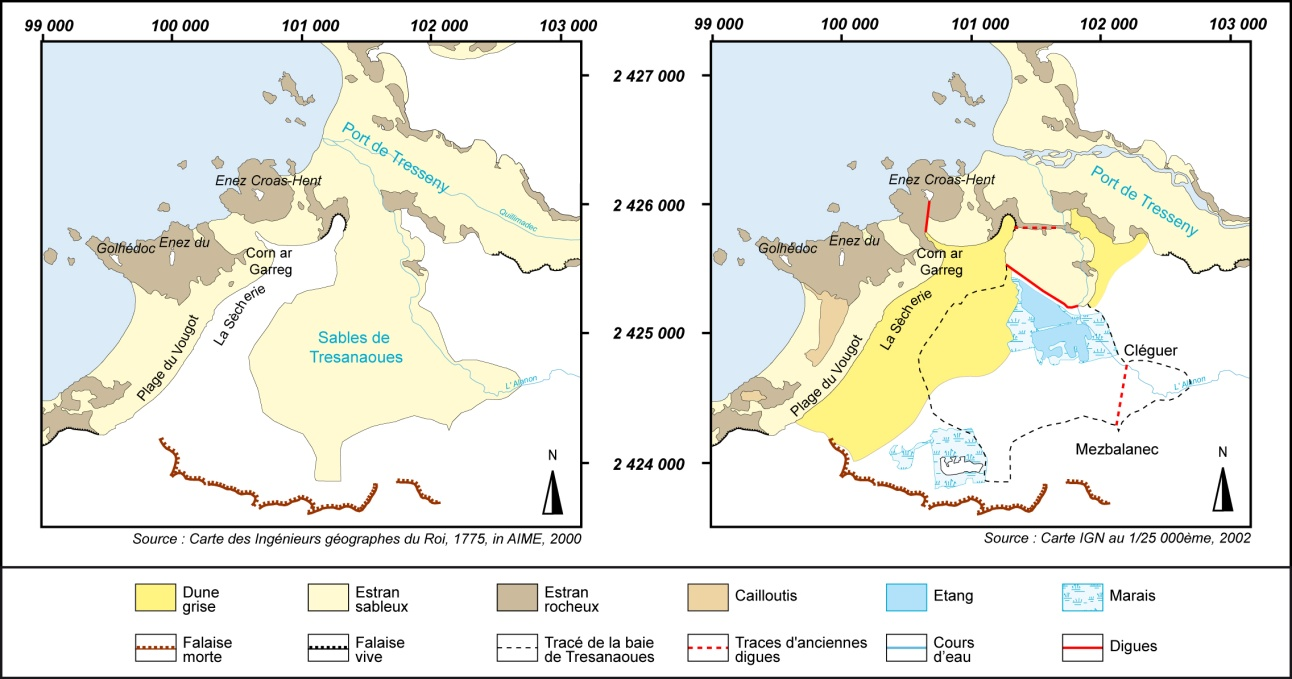 99 000 100 000 101 000 102 000 103 000
99 000 100 000 101 000 102 000 103 000
2 427 000
2 426 000
2 425 000
2 424 000
Port de Tresseny
Quillimadec
Enez Croas-Hent
Golhédoc
Enez du
Corn ar
Garreg
La Sècherie
Plage du Vougot
Sables de
Tresanaoues
L' Alanon
N
Source : Carte des Ingénieurs géographes du Roi, 1775, in AIME, 2000
Port de Tresseny
Enez Croas-Hent
Golhédoc
Enez du
Corn ar
Garreg
La Sècherie
Plage du Vougot
Cléguer
L' Alanon
Mezbalanec
N
Source : Carte IGN au 1/25 000ème, 2002
Dune
grise
Estran
sableux
Estran
rocheux
Cailloutis
Etang
Marais
Falaise
morte
Falaise
vive
Tracé de la baie
de Tresanaoues
Traces d'anciennes
digues
Cours
d'eau
Digues